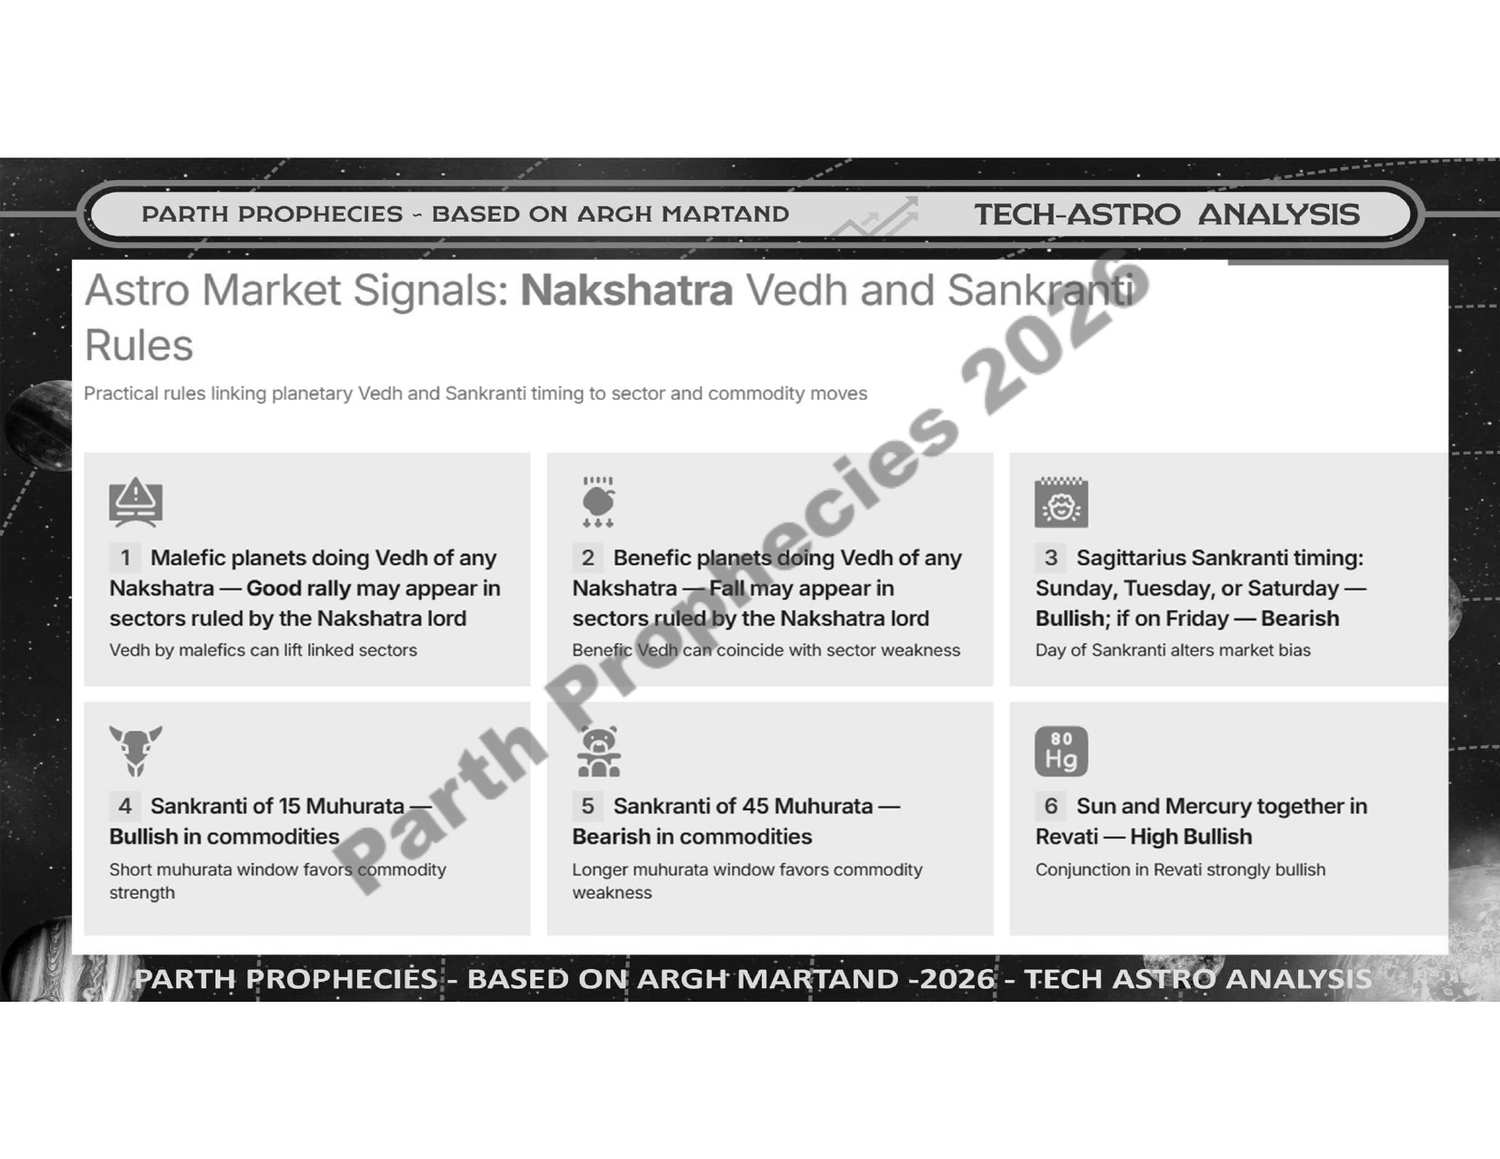 PARTH PROPHECIES ~ BASED ON ARGH MARTAND
TECH-ASTRO ANALYSIS
Astro Market Signals: Nakshatra Vedh and Sankranti
Rules
Practical rules linking planetary Vedh and Sankranti timing to sector and commodity moves
1 Malefic planets doing Vedh of any
Nakshatra — Good rally may appear in
sectors ruled by the Nakshatra lord
Vedh by malefics can lift linked sectors
2 Benefic planets doing Vedh of any
Nakshatra — Fall may appear in
sectors ruled by the Nakshatra lord
Benefic Vedh can coincide with sector weakness
3 Sagittarius Sankranti timing:
Sunday, Tuesday, or Saturday —
Bullish; if on Friday — Bearish
Day of Sankranti alters market bias
4 Sankranti of 15 Muhurata —
Bullish in commodities
Short muhurata window favors commodity
strength
5 Sankranti of 45 Muhurata —
Bearish in commodities
Longer muhurata window favors commodity
weakness
80
Hg
6 Sun and Mercury together in
Revati — High Bullish
Conjunction in Revati strongly bullish
Parth Prophecies 2026
PARTH PROPHECIES - BASED ON ARGH MARTAND -2026 - TECH ASTRO ANALYSIS